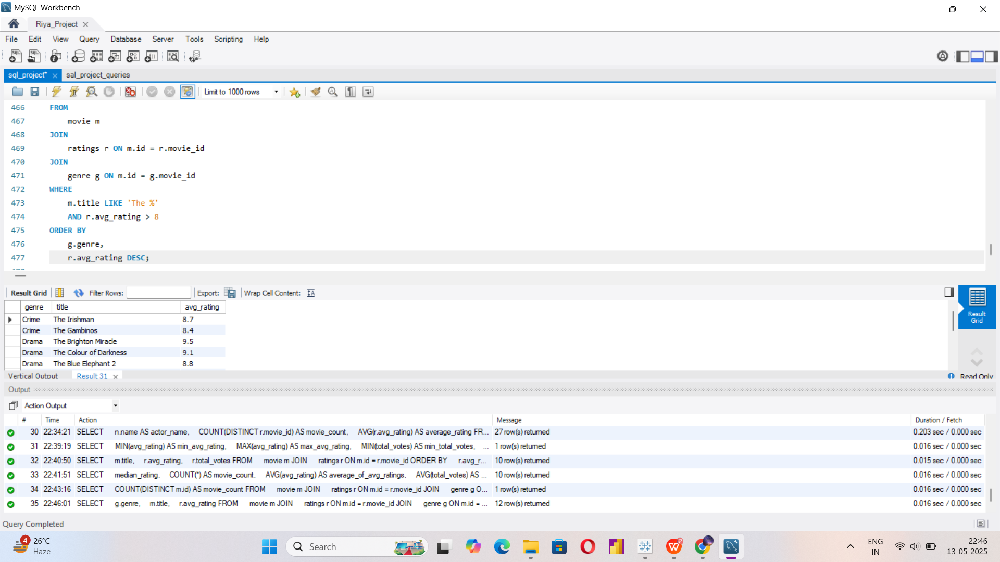 MySQL Workbench
Riya_Project
File Edit View Query Database Server Tools Scripting Help
sql_project* sal_project_queries
Limit to 1000 rows
466 FROM
467 movie m
468 JOIN
469 ratings r ON m.id = r.movie_id
470 JOIN
471 genre g ON m.id = g.movie_id
472 WHERE
473 m.title LIKE 'The %'
474 AND r.avg_rating > 8
475 ORDER BY
476 g.genre,
477 r.avg_rating DESC;
Result Grid Filter Rows: Export: Wrap Cell Content:
Result Grid
genre title avg_rating
Crime The Irishman 8.7
Crime The Gambinos 8.4
Drama The Brighton Miracle 9.5
Drama The Colour of Darkness 9.1
Drama The Blue Elephant 2 8.8
Vertical Output Result 31 Read Only
Output
Action Output
# Time Action Message Duration / Fetch
30 22:34:21 SELECT n.name AS actor_name, COUNT(DISTINCT r.movie_id) AS movie_count, AVG(r.avg_rating) AS average_rating FR... 27 row(s) returned 0.203 sec / 0.000 sec
31 22:39:19 SELECT MIN(avg_rating) AS min_avg_rating, MAX(avg_rating) AS max_avg_rating, MIN(total_votes) AS min_total_votes, ... 1 row(s) returned 0.016 sec / 0.000 sec
32 22:40:50 SELECT m.title, r.avg_rating, r.total_votes FROM movie m JOIN ratings r ON m.id = r.movie_id ORDER BY r.avg_r... 10 row(s) returned 0.015 sec / 0.000 sec
33 22:41:51 SELECT median_rating, COUNT(*) AS movie_count, AVG(avg_rating) AS average_of_avg_ratings, AVG(total_votes) AS ... 10 row(s) returned 0.016 sec / 0.000 sec
34 22:43:16 SELECT COUNT(DISTINCT m.id) AS movie_count FROM movie m JOIN ratings r ON m.id = r.movie_id JOIN genre g O... 1 row(s) returned 0.016 sec / 0.000 sec
35 22:46:01 SELECT g.genre, m.title, r.avg_rating FROM movie m JOIN ratings r ON m.id = r.movie_id JOIN genre g ON m.id = ... 12 row(s) returned 0.016 sec / 0.000 sec
Query Completed
4 26°C
Haze
Search
ENG
IN
22:46
13-05-2025